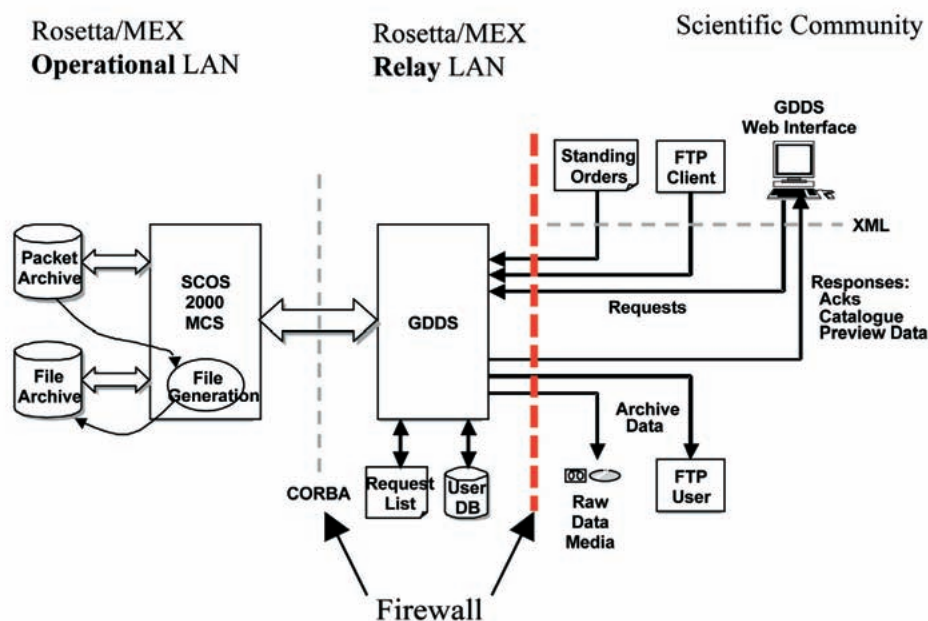 Rosetta/MEX
Operational LAN
Rosetta/MEX
Relay LAN
Scientific Community
GDDS
Web Interface
Standing
Orders
FTP
Client
XML
Packet
Archive
SCOS
2000
MCS
GDDS
Requests
Responses:
Acks
Catalogue
Preview Data
File
Archive
File
Generation
Archive
Data
CORBA
Request
List
User
DB
Raw
Data
Media
FTP
User
Firewall